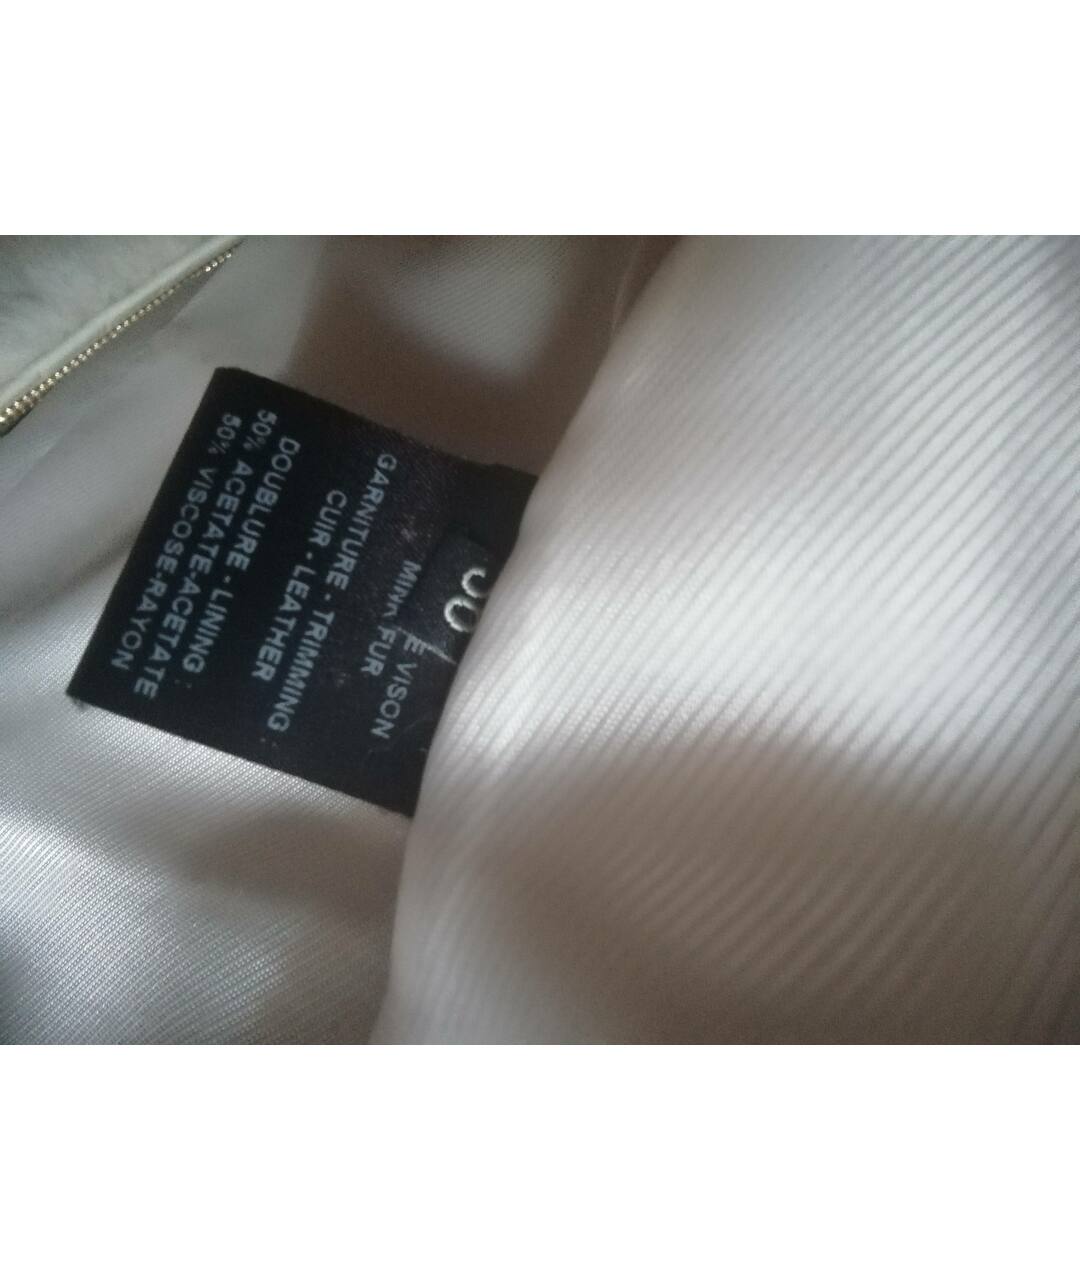 E VISON
MINK FUR
GARNITURE - TRIMMING :
CUIR - LEATHER
DOUBLURE - LINING :
50% ACETATE-ACETATE
50% VISCOSE-RAYON